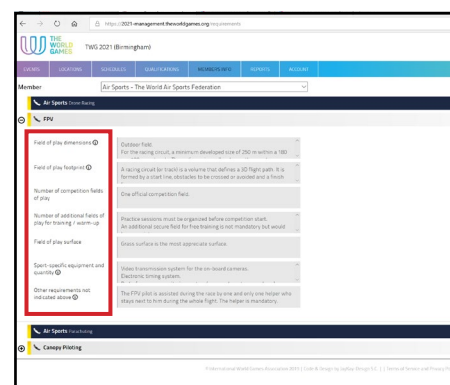 https://2021-management.theworldgames.org/requirements
THE
WORLD
GAMES
TWG 2021 (Birmingham)
EVENTS LOCATIONS SCHEDULES QUALIFICATIONS MEMBERS INFO REPORTS ACCOUNT
Member
Air Sports - The World Air Sports Federation
Air Sports Drone Racing
FPV
Field of play dimensions
Outdoor field
For the racing circuit, a minimum developed size of 250 m within a 180
Field of play footprint
A racing circuit (or track) is a volume that defines a 3D flight path. It is
formed by a start line, obstacles to be crossed or avoided and a finish
Number of competition fields
of play
One official competition field.
Number of additional fields of
play for training / warm-up
Practice sessions must be organized before competition start.
An additional secure field for free training is not mandatory but would
Field of play surface
Grass surface is the most appreciate surface.
Sport-specific equipment and
quantity
Video transmission system for the on-board cameras.
Electronic timing system.
Other requirements not
indicated above
The FPV pilot is assisted during the race by one and only one helper who
stays next to him during the whole flight. The helper is mandatory.
Air Sports Parachuting
Canopy Piloting